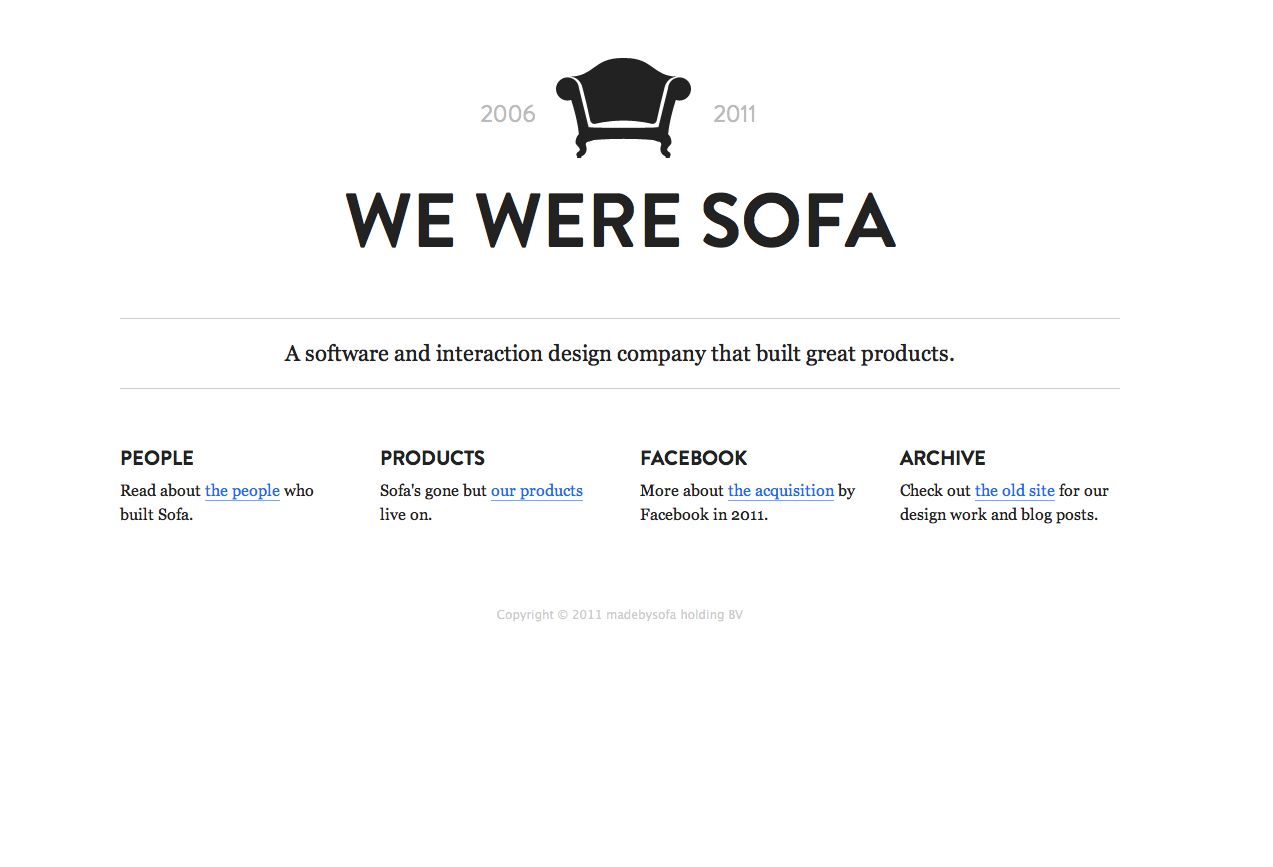 2006 2011
WE WERE SOFA
A software and interaction design company that built great products.
PEOPLE
Read about the people who
built Sofa.
PRODUCTS
Sofa's gone but our products
live on.
FACEBOOK
More about the acquisition by
Facebook in 2011.
ARCHIVE
Check out the old site for our
design work and blog posts.
Copyright © 2011 madebysofa holding BV